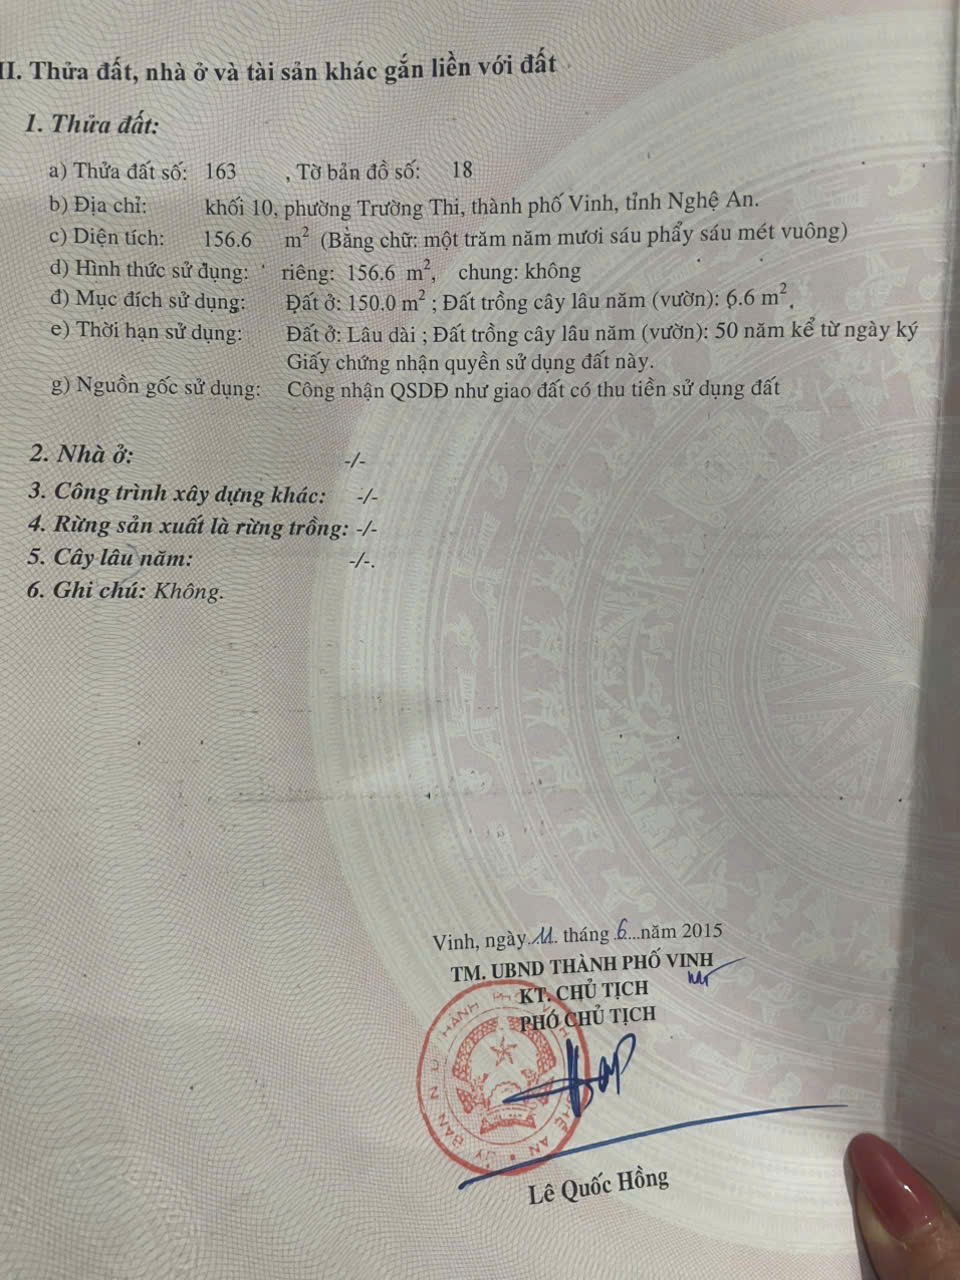 II. Thửa đất, nhà ở và tài sản khác gắn liền với đất
1. Thửa đất:
a) Thửa đất số: 163 , Tờ bản đồ số: 18
b) Địa chỉ: khối 10, phường Trường Thi, thành phố Vinh, tỉnh Nghệ An.
c) Diện tích: 156.6 m² (Bằng chữ: một trăm năm mươi sáu phẩy sáu mét vuông)
d) Hình thức sử dụng: riêng: 156.6 m², chung: không
đ) Mục đích sử dụng: Đất ở: 150.0 m² ; Đất trồng cây lâu năm (vườn): 6.6 m².
e) Thời hạn sử dụng: Đất ở: Lâu dài ; Đất trồng cây lâu năm (vườn): 50 năm kể từ ngày ký
Giấy chứng nhận quyền sử dụng đất này.
g) Nguồn gốc sử dụng: Công nhận QSDĐ như giao đất có thu tiền sử dụng đất
2. Nhà ở: -/-
3. Công trình xây dựng khác: -/-
4. Rừng sản xuất là rừng trồng: -/-
5. Cây lâu năm: -/-.
6. Ghi chú: Không.
Vinh, ngày..11. tháng .6...năm 2015
TM. UBND THÀNH PHỐ VINH
KT. CHỦ TỊCH
PHÓ CHỦ TỊCH
Lê Quốc Hồng